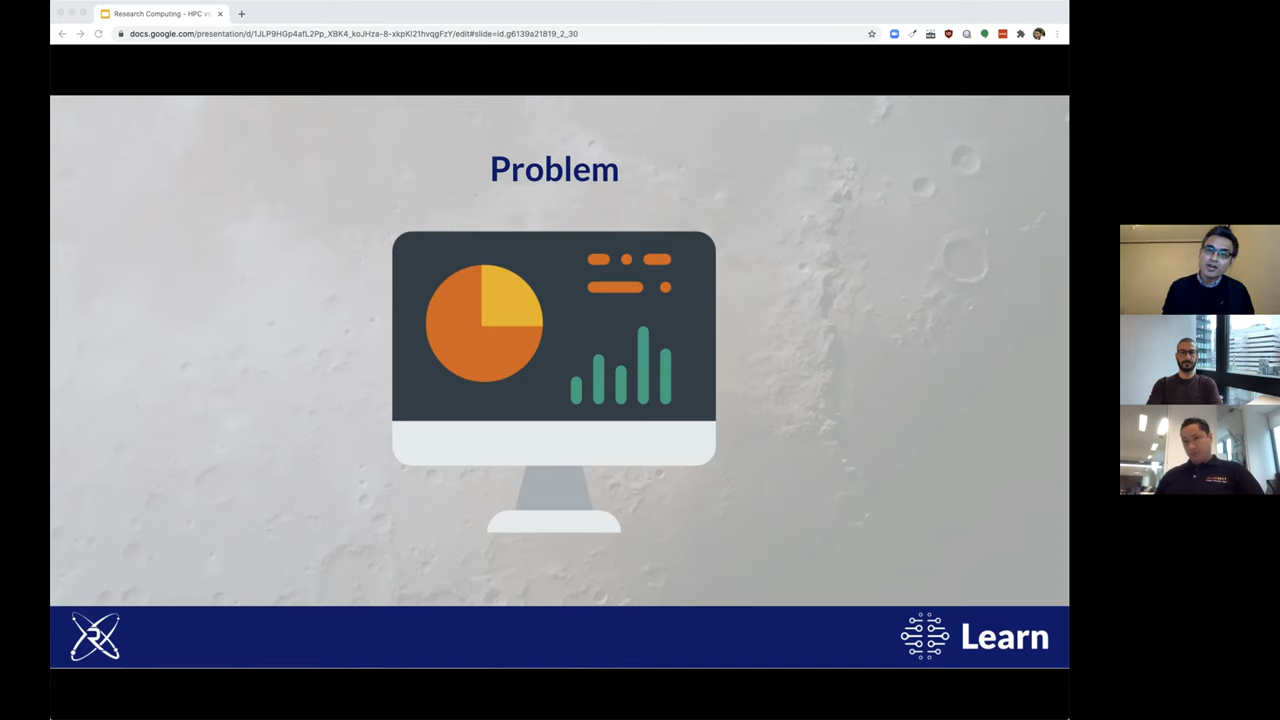 Research Computing - HPC v
docs.google.com/presentation/d/1JLP9HGp4afL2Pp_XBK4_koJHza-8-xkpKl21hvqgFzY/edit#slide=id.g6139a21819_2_30
Problem
Learn